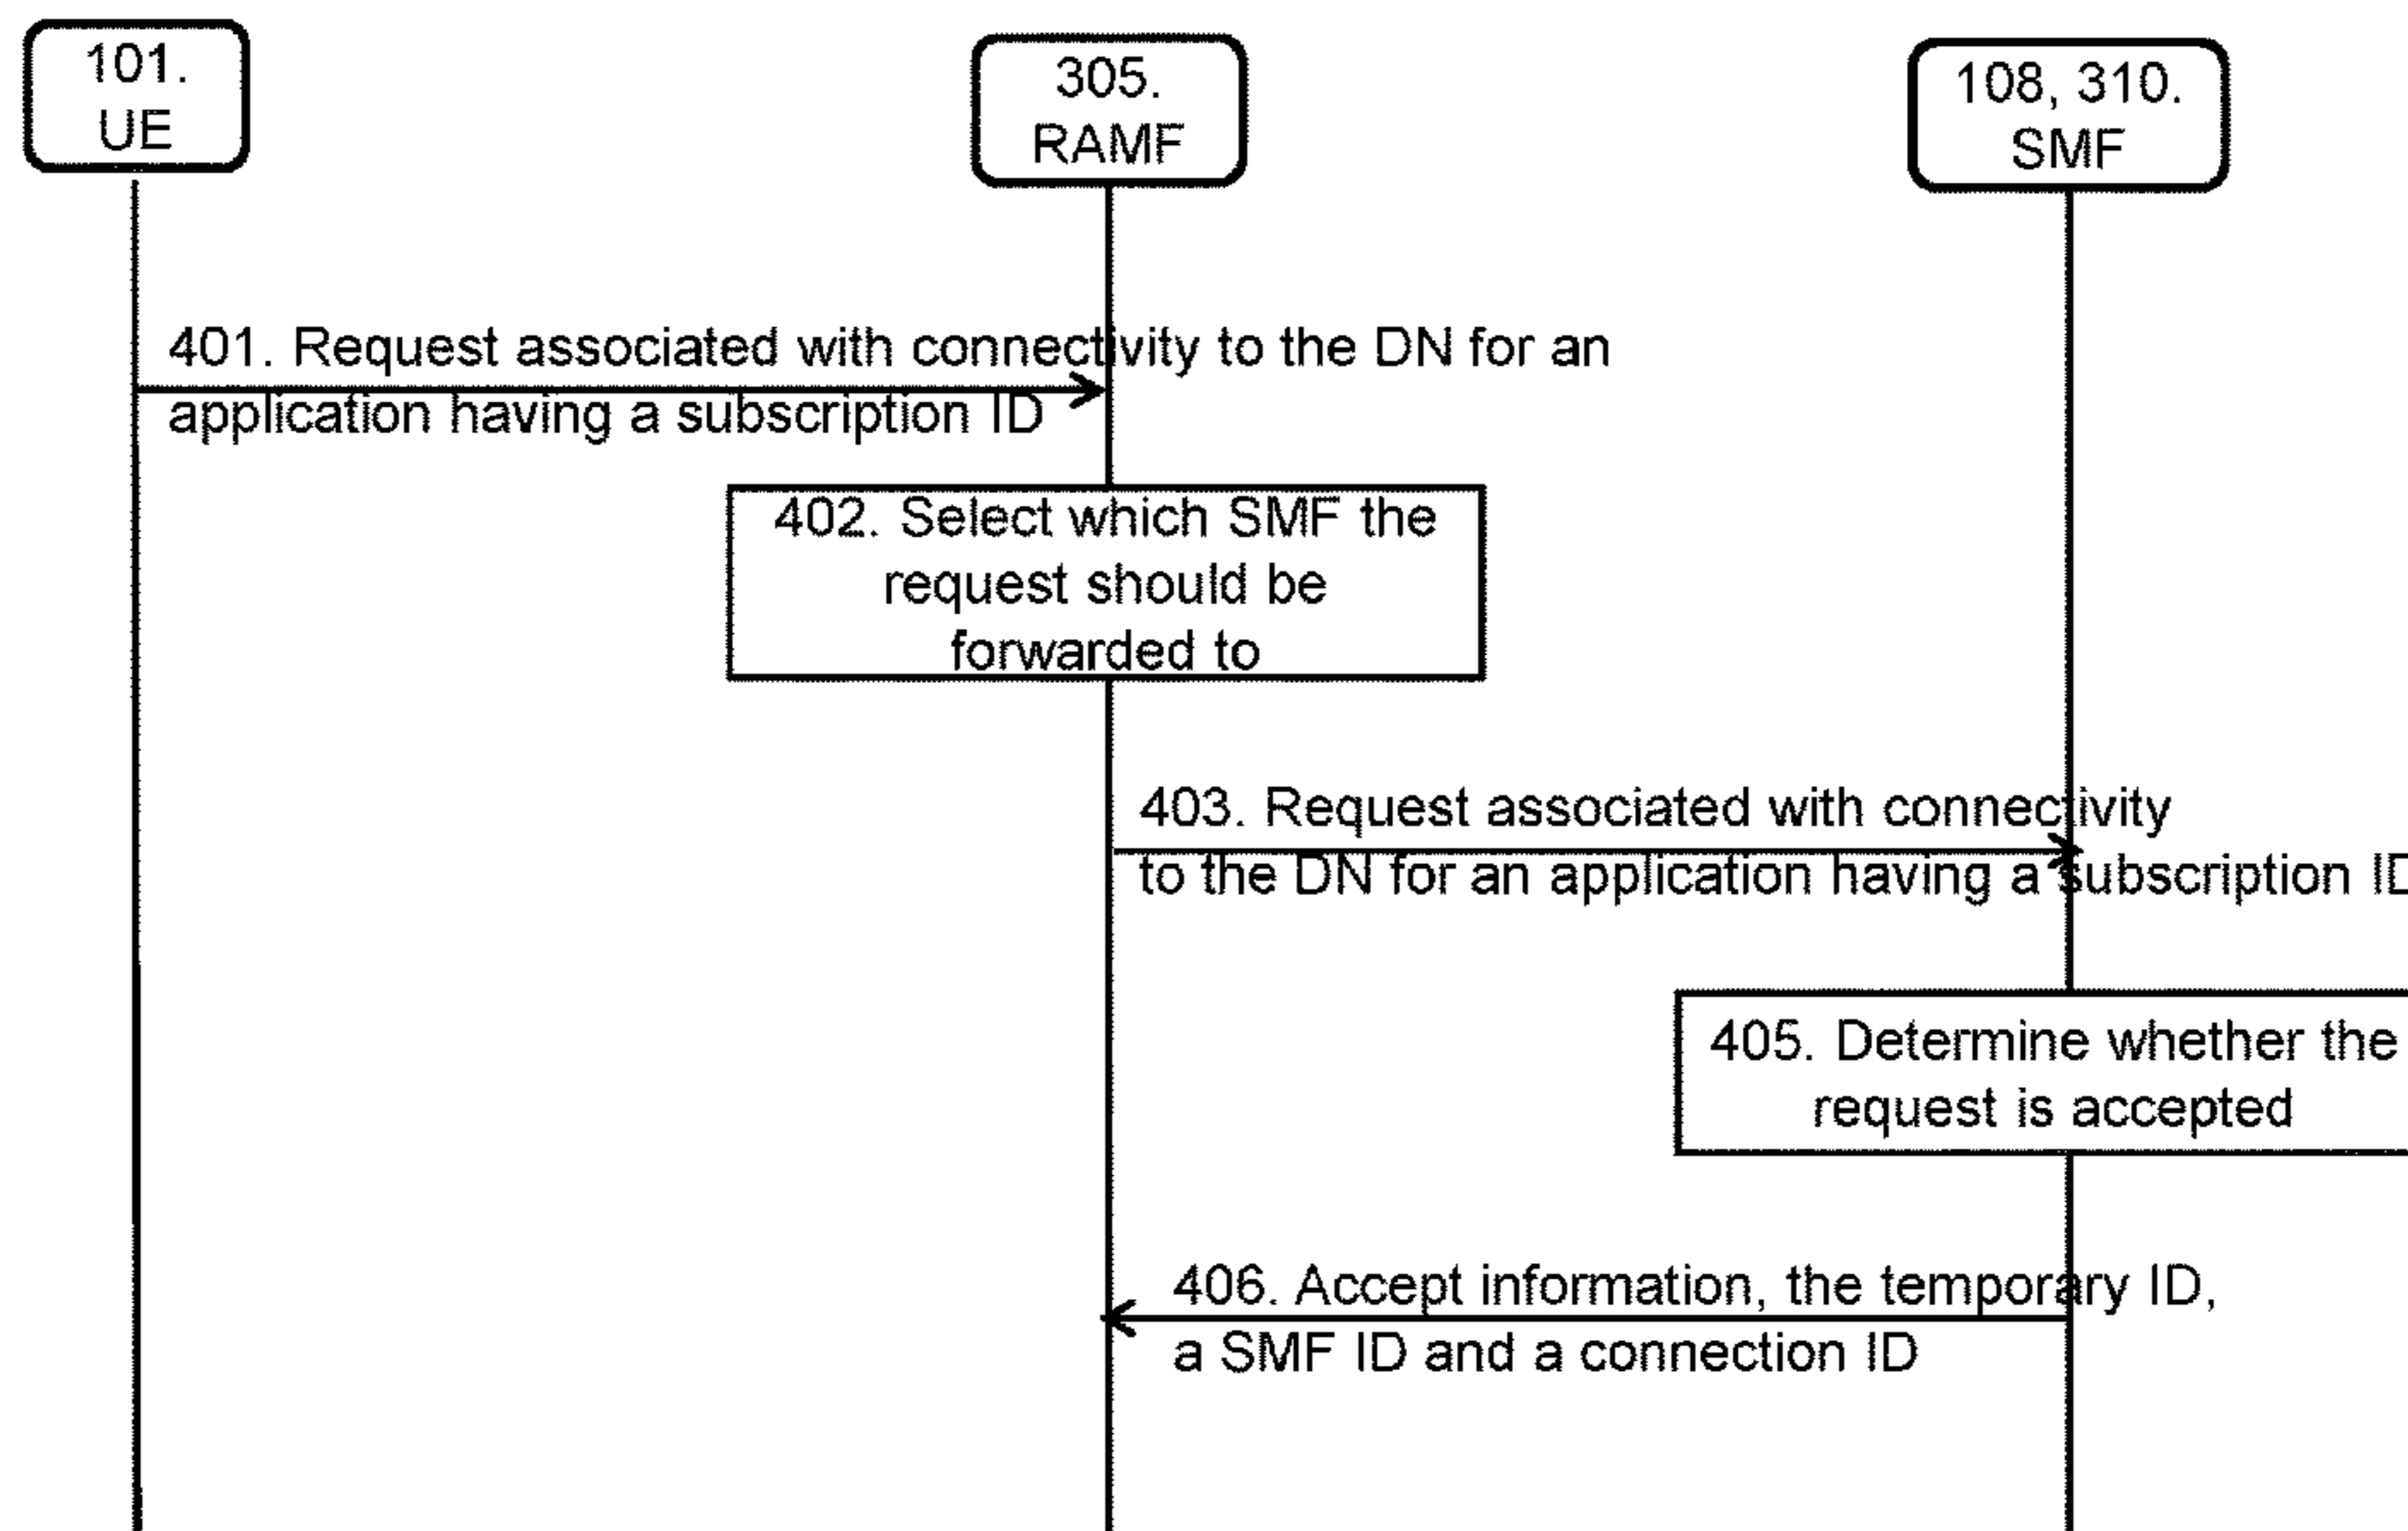 101.
UE
305.
RAMF
108, 310.
SMF
401. Request associated with connectivity to the DN for an
application having a subscription ID
402. Select which SMF the
request should be
forwarded to
403. Request associated with connectivity
to the DN for an application having a subscription ID
405. Determine whether the
request is accepted
406. Accept information, the temporary ID,
a SMF ID and a connection ID